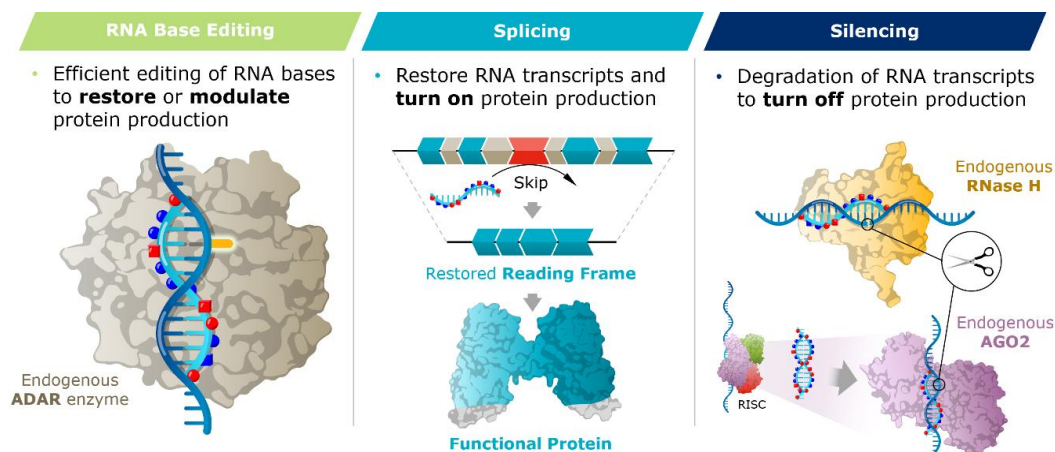 RNA Base Editing
• Efficient editing of RNA bases
to restore or modulate
protein production
Endogenous
ADAR enzyme
Splicing
• Restore RNA transcripts and
turn on protein production
Skip
Restored Reading Frame
Functional Protein
Silencing
• Degradation of RNA transcripts
to turn off protein production
Endogenous
RNase H
Endogenous
AGO2
RISC